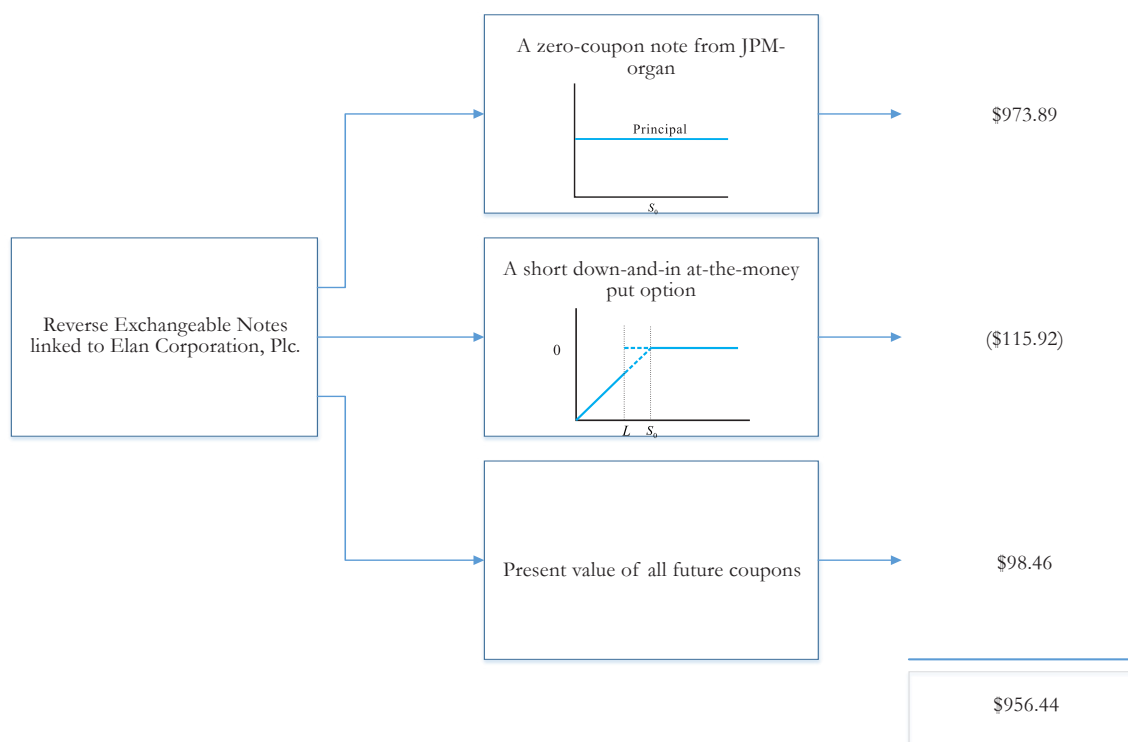 A zero-coupon note from JPM-
organ
Principal
S₀
$973.89
Reverse Exchangeable Notes
linked to Elan Corporation, Plc.
A short down-and-in at-the-money
put option
0
L S₀
($115.92)
Present value of all future coupons
$98.46
$956.44